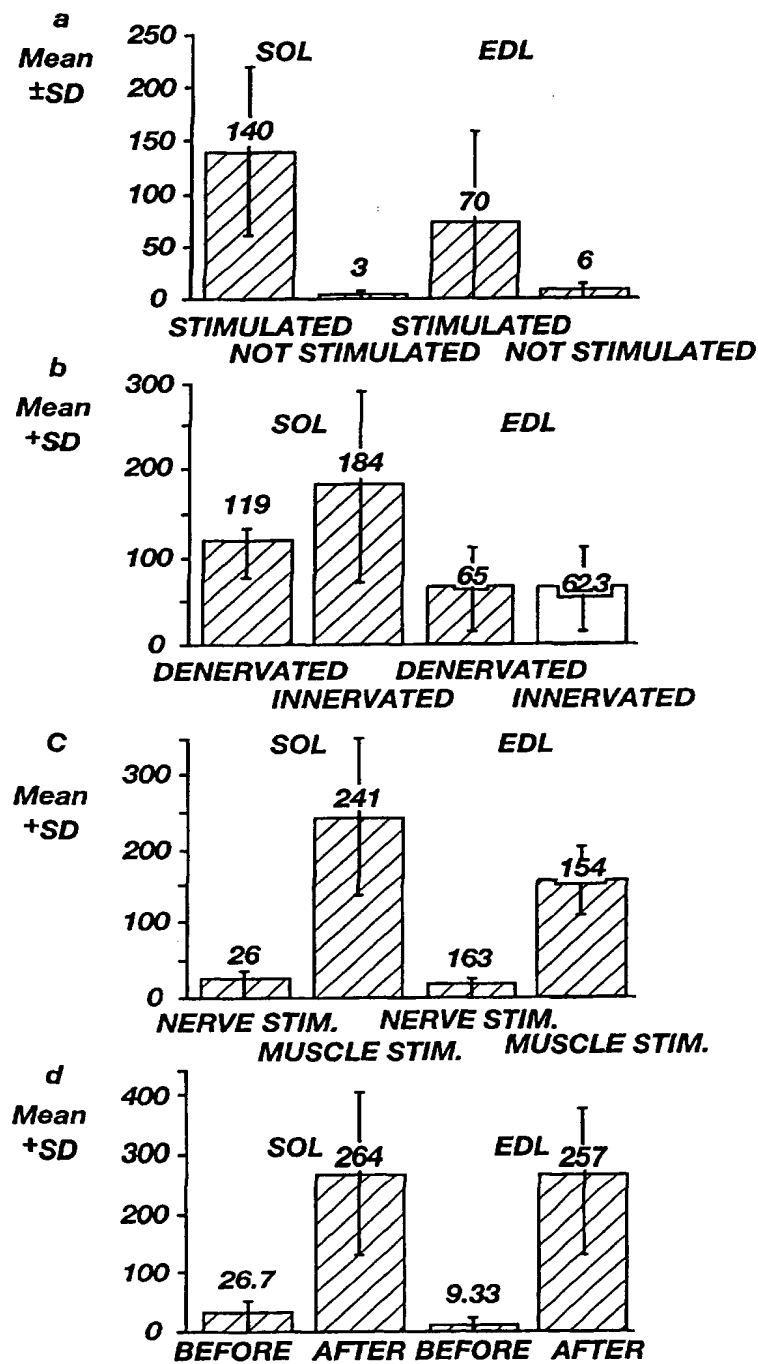 a
Mean
±SD
250
200
150
100
50
0
SOL EDL
140
3
70
6
STIMULATED STIMULATED
NOT STIMULATED NOT STIMULATED
b
Mean
+SD
300
200
100
0
SOL EDL
119
184
65
62.3
DENERVATED DENERVATED
INNERVATED INNERVATED
C
Mean
+SD
300
200
100
0
SOL EDL
26
241
163
154
NERVE STIM. NERVE STIM.
MUSCLE STIM. MUSCLE STIM.
d
Mean
+SD
400
300
200
100
0
SOL EDL
26.7
264
9.33
257
BEFORE AFTER BEFORE AFTER